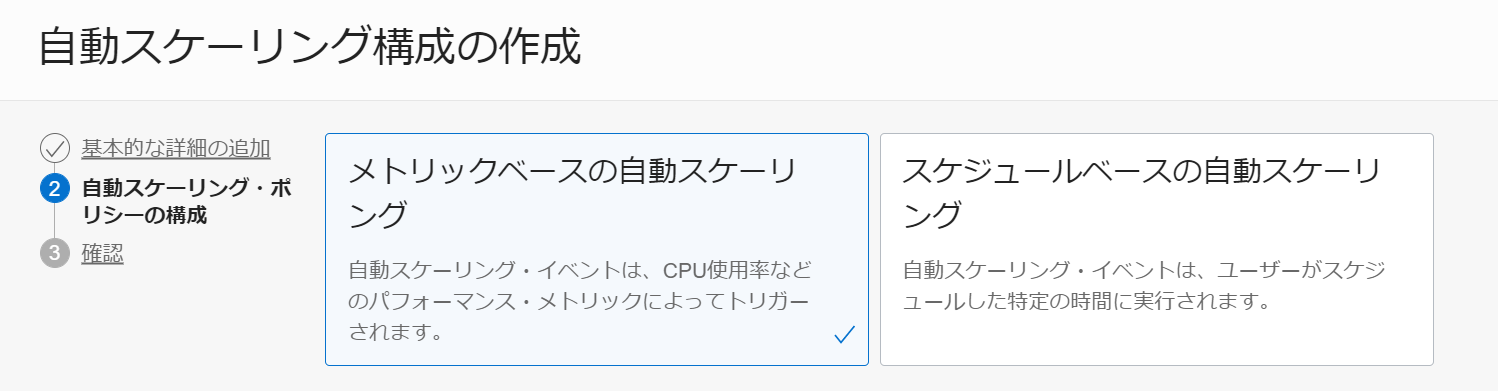 自動スケーリング構成の作成
基本的な詳細の追加
2
自動スケーリング・ポ
リシーの構成
3
確認
メトリックベースの自動スケーリ
ング
自動スケーリング・イベントは、CPU使用率など
のパフォーマンス・メトリックによってトリガー
されます。
スケジュールベースの自動スケーリ
ング
自動スケーリング・イベントは、ユーザーがスケジ
ュールした特定の時間に実行されます。